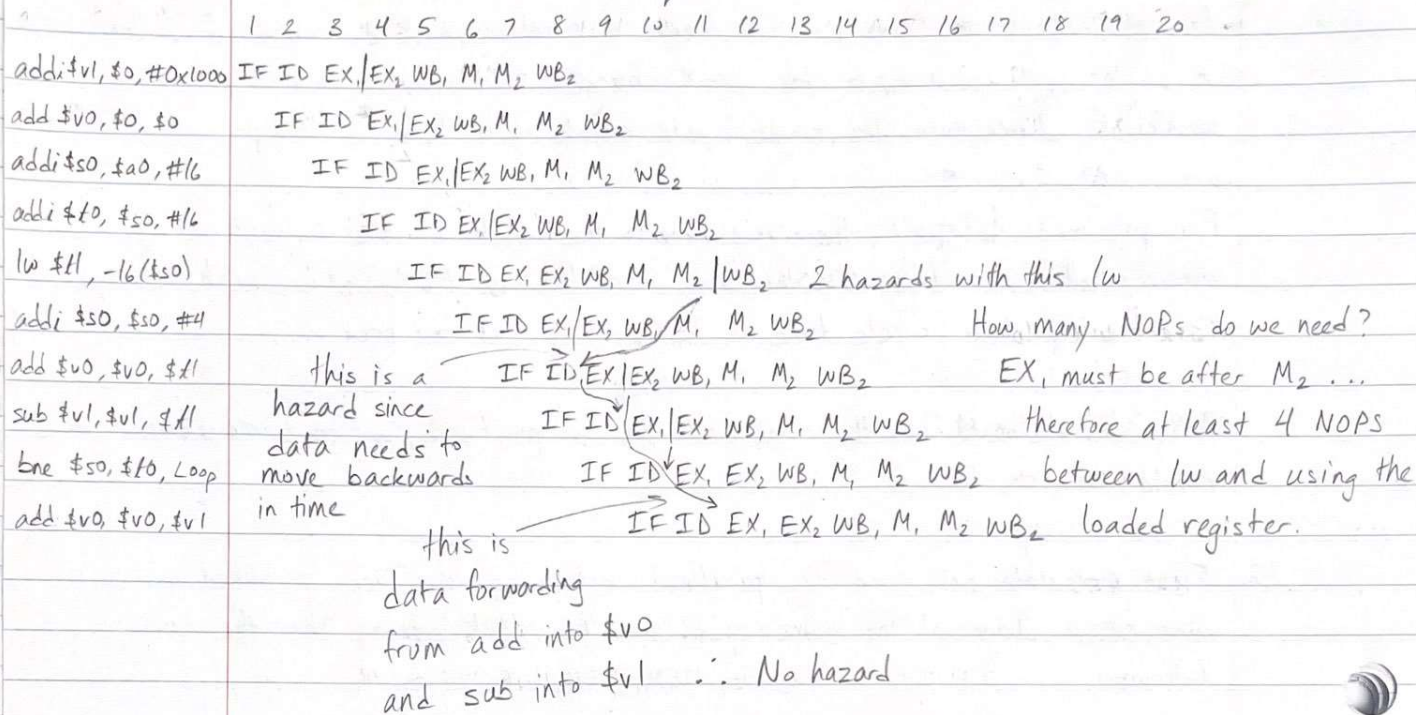 1 2 3 4 5 6 7 8 9 10 11 12 13 14 15 16 17 18 19 20
addi $v1, $0, #0x1000 IF ID EX₁|EX₂ WB₁ M₁ M₂ WB₂
add $v0, $0, $0 IF ID EX₁|EX₂ WB₁ M₁ M₂ WB₂
addi $s0, $a0, #16 IF ID EX₁|EX₂ WB₁ M₁ M₂ WB₂
addi $t0, $s0, #16 IF ID EX₁|EX₂ WB₁ M₁ M₂ WB₂
lw $t1, -16($s0) IF ID EX₁ EX₂ WB₁ M₁ M₂|WB₂ 2 hazards with this lw
addi $s0, $s0, #4 IF ID EX₁|EX₂ WB₁ M₁ M₂ WB₂ How many NOPs do we need?
add $v0, $v0, $t1 this is a IF ID EX|EX₂ WB₁ M₁ M₂ WB₂ EX₁ must be after M₂ ...
sub $v1, $v1, $t1 hazard since IF ID EX₁|EX₂ WB₁ M₁ M₂ WB₂ therefore at least 4 NOPS
data needs to
bne $s0, $t0, Loop move backwards IF ID EX₁ EX₂ WB₁ M₁ M₂ WB₂ between lw and using the
add $v0, $v0, $v1 in time IF ID EX₁ EX₂ WB₁ M₁ M₂ WB₂ loaded register.
this is
data forwarding
from add into $v0
and sub into $v1 ∴ No hazard